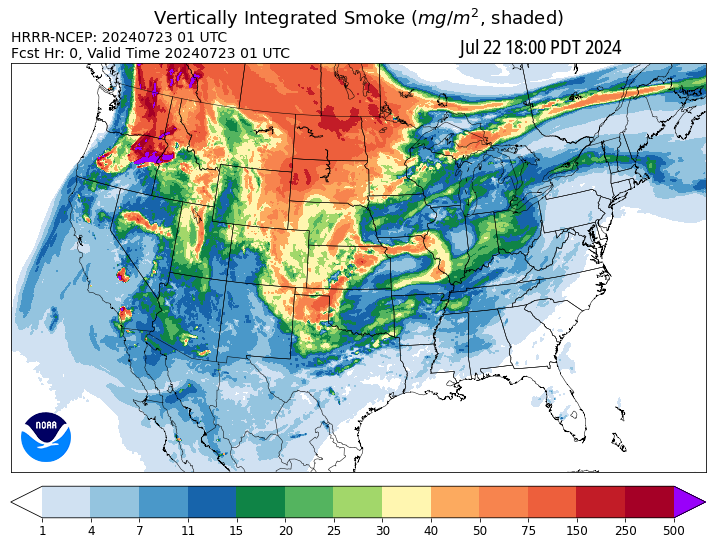 Vertically Integrated Smoke (mg/m², shaded)
HRRR-NCEP: 20240723 01 UTC
Fcst Hr: 0, Valid Time 20240723 01 UTC
Jul 22 18:00 PDT 2024
NOAA
1 4 7 11 15 20 25 30 40 50 75 150 250 500